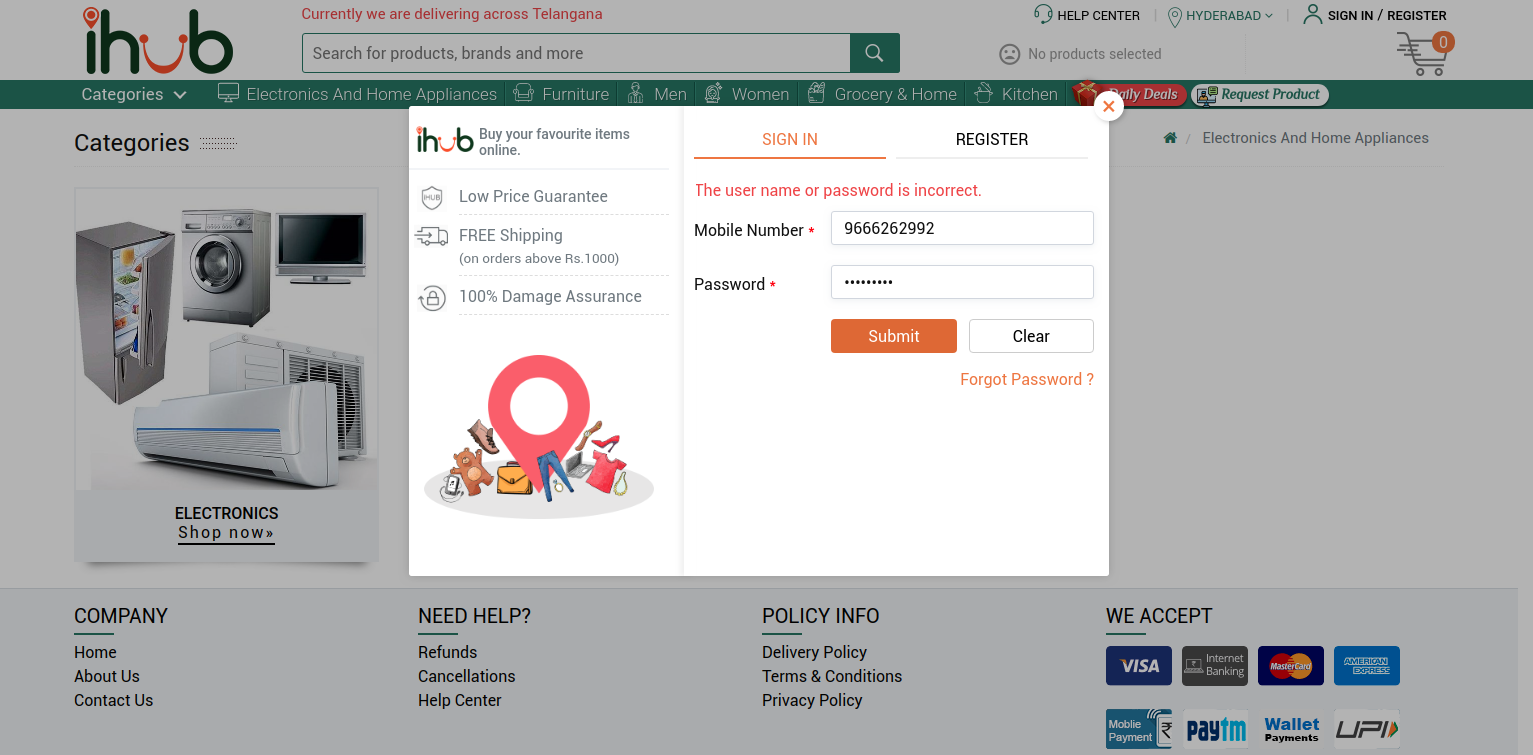 Currently we are delivering across Telangana
HELP CENTER
HYDERABAD
SIGN IN / REGISTER
ihub
Search for products, brands and more
No products selected
0
Categories
Electronics And Home Appliances
Furniture
Men
Women
Grocery & Home
Kitchen
Daily Deals
Request Product
Categories
/ Electronics And Home Appliances
ihub
Buy your favourite items
online.
IHUB
Low Price Guarantee
FREE Shipping
(on orders above Rs.1000)
100% Damage Assurance
SIGN IN
REGISTER
The user name or password is incorrect.
Mobile Number *
9666262992
Password *
•••••••••
Submit
Clear
Forgot Password ?
ELECTRONICS
Shop now»
COMPANY
Home
About Us
Contact Us
NEED HELP?
Refunds
Cancellations
Help Center
POLICY INFO
Delivery Policy
Terms & Conditions
Privacy Policy
WE ACCEPT
VISA
Internet
Banking
MasterCard
AMERICAN
EXPRESS
Moblie
Payment
₹
paytm
Wallet
Payments
UPI